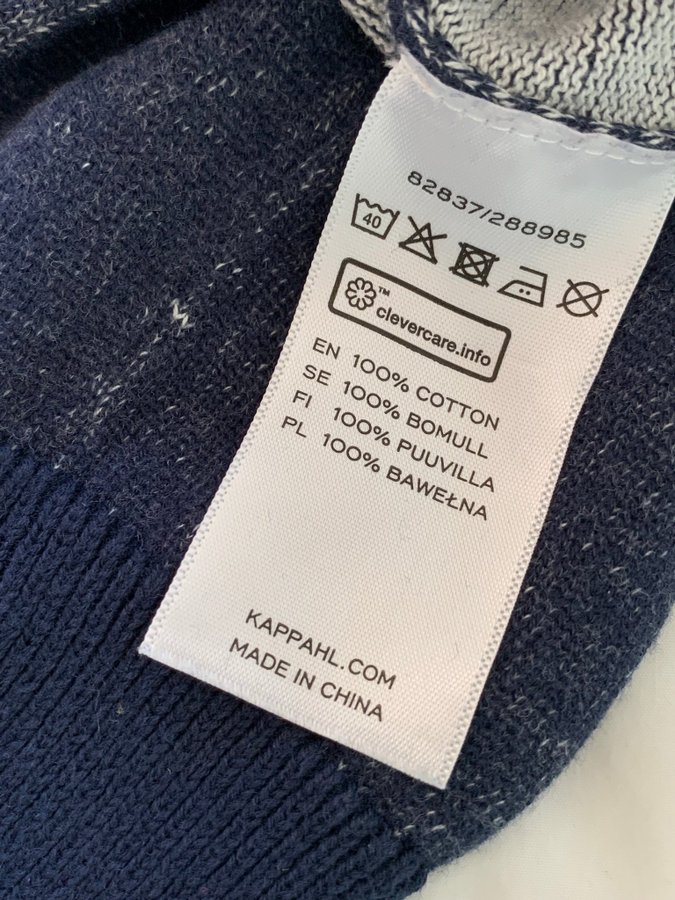 82837/288985
40
™
clevercare.info
EN 100% COTTON
SE 100% BOMULL
FI 100% PUUVILLA
PL 100% BAWEŁNA
KAPPAHL.COM
MADE IN CHINA